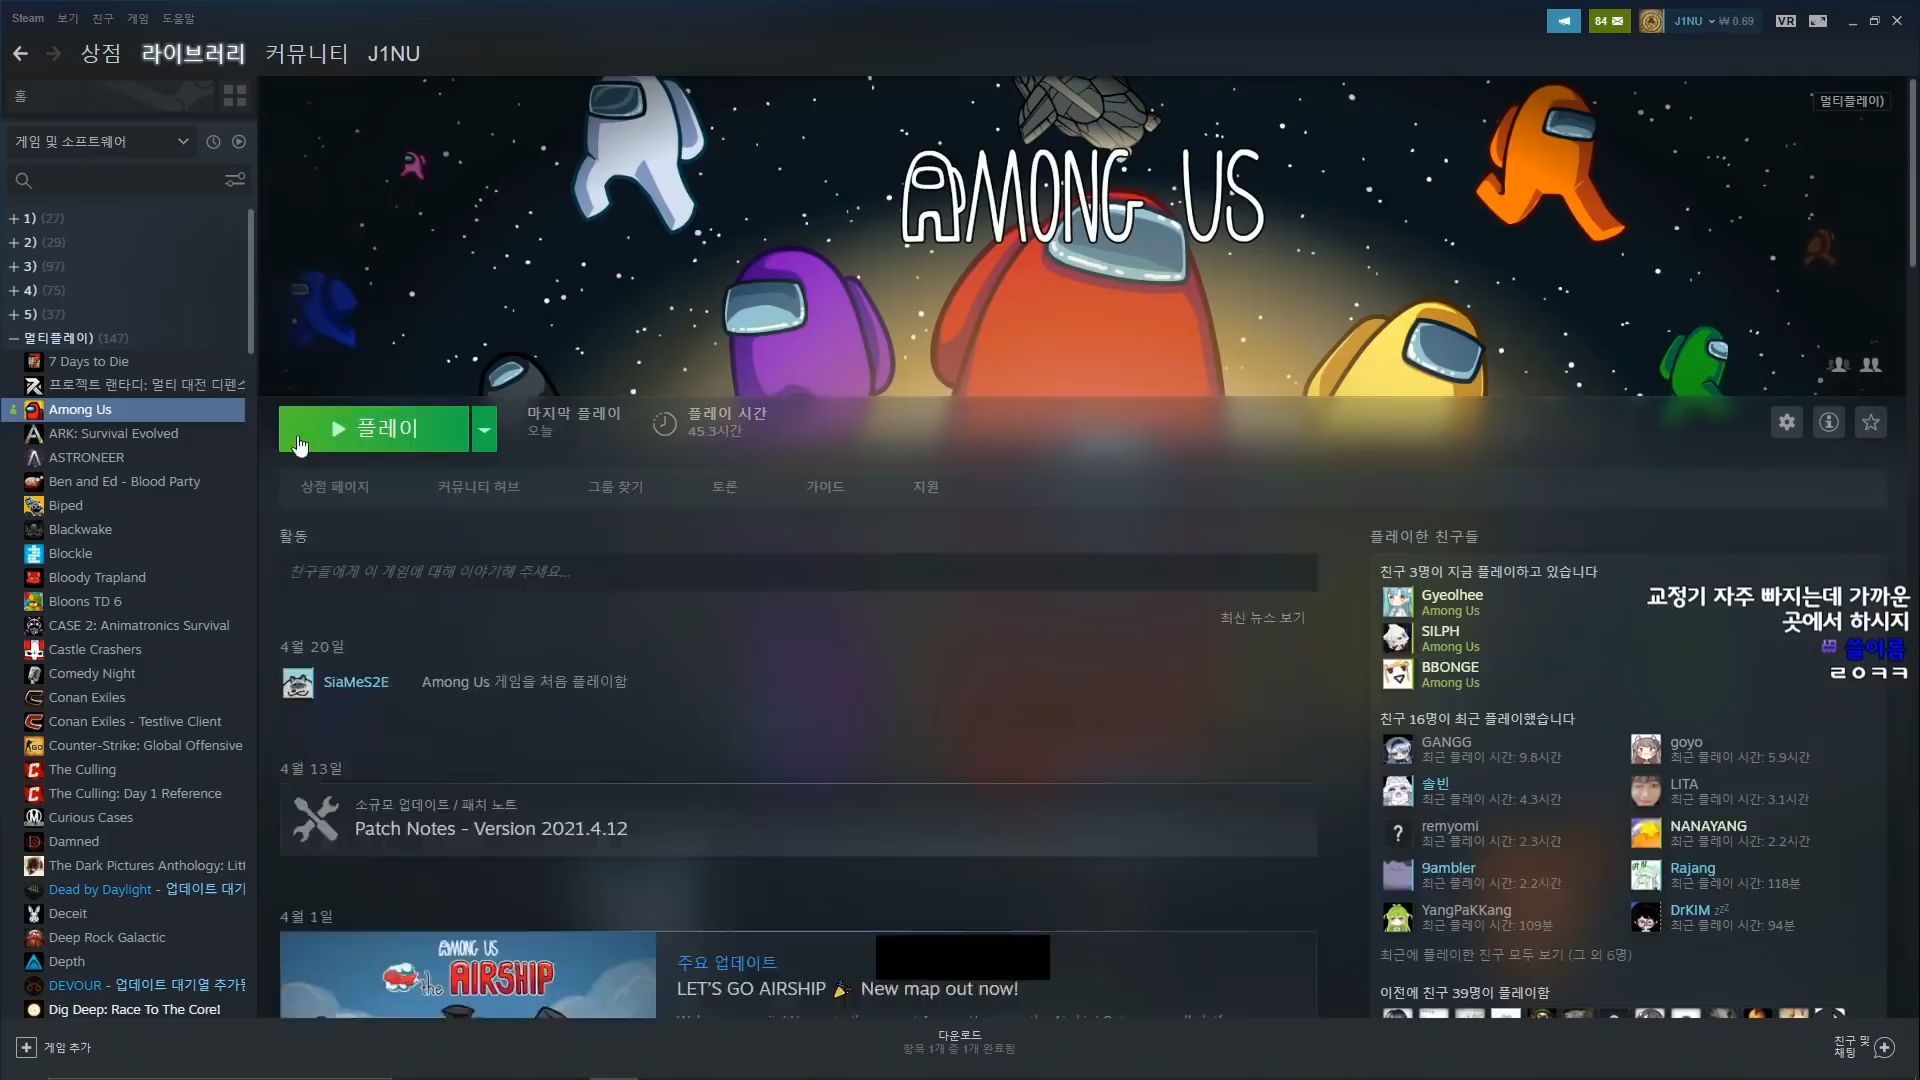 Steam 보기 친구 게임 도움말
84
J1NU ₩ 0.69
VR
상점 라이브러리 커뮤니티 J1NU
홈
멀티플레이)
게임 및 소프트웨어
AMONG US
1) (27)
2) (29)
3) (97)
4) (75)
5) (37)
멀티플레이) (147)
7 Days to Die
프로젝트 랜타디: 멀티 대전 디펜스
Among Us
ARK: Survival Evolved
ASTRONEER
Ben and Ed - Blood Party
Biped
Blackwake
Blockle
Bloody Trapland
Bloons TD 6
CASE 2: Animatronics Survival
Castle Crashers
Comedy Night
Conan Exiles
Conan Exiles - Testlive Client
Counter-Strike: Global Offensive
The Culling
The Culling: Day 1 Reference
Curious Cases
Damned
The Dark Pictures Anthology: Litt
Dead by Daylight - 업데이트 대기
Deceit
Deep Rock Galactic
Depth
DEVOUR - 업데이트 대기열 추가됨
Dig Deep: Race To The Core!
플레이
마지막 플레이
오늘
플레이 시간
45.3시간
상점 페이지 커뮤니티 허브 그룹 찾기 토론 가이드 지원
활동
친구들에게 이 게임에 대해 이야기해 주세요...
최신 뉴스 보기
4월 20일
SiaMeS2E Among Us 게임을 처음 플레이함
4월 13일
소규모 업데이트 / 패치 노트
Patch Notes - Version 2021.4.12
4월 1일
AMONG US
the AIRSHIP
주요 업데이트
LET'S GO AIRSHIP 🎉 New map out now!
플레이한 친구들
친구 3명이 지금 플레이하고 있습니다
Gyeolhee
Among Us
SILPH
Among Us
BBONGE
Among Us
친구 16명이 최근 플레이했습니다
GANGG
최근 플레이 시간: 9.8시간
goyo
최근 플레이 시간: 5.9시간
솔빈
최근 플레이 시간: 4.3시간
LITA
최근 플레이 시간: 3.1시간
remyomi
최근 플레이 시간: 2.3시간
NANAYANG
최근 플레이 시간: 2.2시간
9ambler
최근 플레이 시간: 2.2시간
Rajang
최근 플레이 시간: 118분
YangPaKKang
최근 플레이 시간: 109분
DrKIM zzZ
최근 플레이 시간: 94분
최근에 플레이한 친구 모두 보기 (그 외 6명)
이전에 친구 39명이 플레이함
교정기 자주 빠지는데 가까운
곳에서 하시지
쓸이름
ㄹㅇㅋㅋ
게임 추가
다운로드
항목 1개 중 1개 완료됨
친구 및
채팅